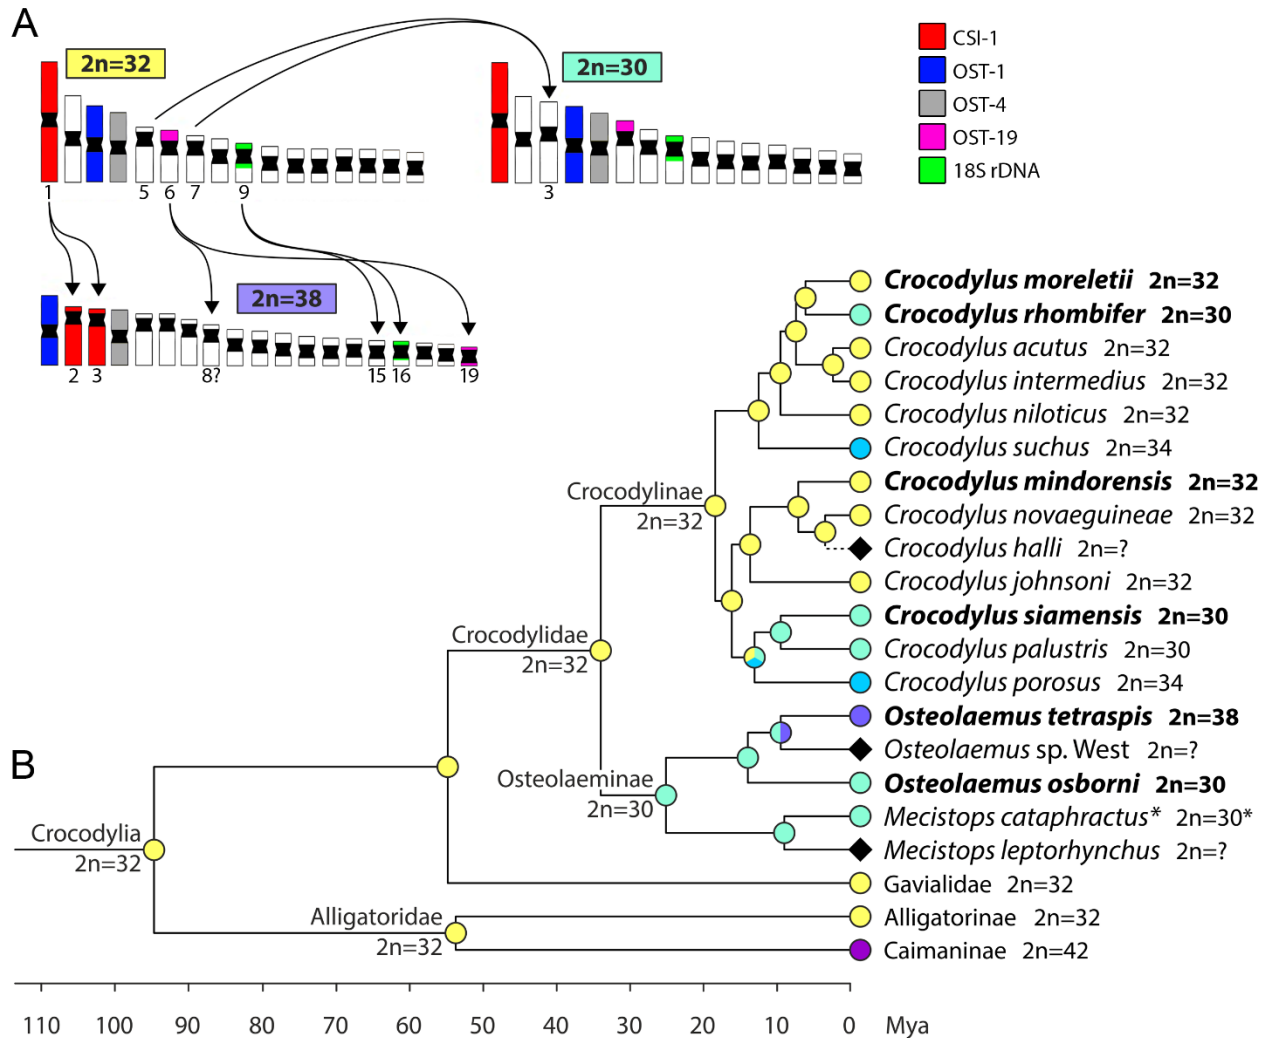 A
2n=32
2n=30
CSI-1
OST-1
OST-4
OST-19
18S rDNA
1 5 6 7 9
3
2n=38
2 3 8? 15 16 19
B
Crocodylus moreletii 2n=32
Crocodylus rhombifer 2n=30
Crocodylus acutus 2n=32
Crocodylus intermedius 2n=32
Crocodylus niloticus 2n=32
Crocodylus suchus 2n=34
Crocodylus mindorensis 2n=32
Crocodylus novaeguineae 2n=32
Crocodylus halli 2n=?
Crocodylus johnsoni 2n=32
Crocodylus siamensis 2n=30
Crocodylus palustris 2n=30
Crocodylus porosus 2n=34
Osteolaemus tetraspis 2n=38
Osteolaemus sp. West 2n=?
Osteolaemus osborni 2n=30
Mecistops cataphractus* 2n=30*
Mecistops leptorhynchus 2n=?
Gavialidae 2n=32
Alligatorinae 2n=32
Caimaninae 2n=42
Crocodylinae
2n=32
Crocodylidae
2n=32
Osteolaeminae
2n=30
Crocodylia
2n=32
Alligatoridae
2n=32
110 100 90 80 70 60 50 40 30 20 10 0 Mya